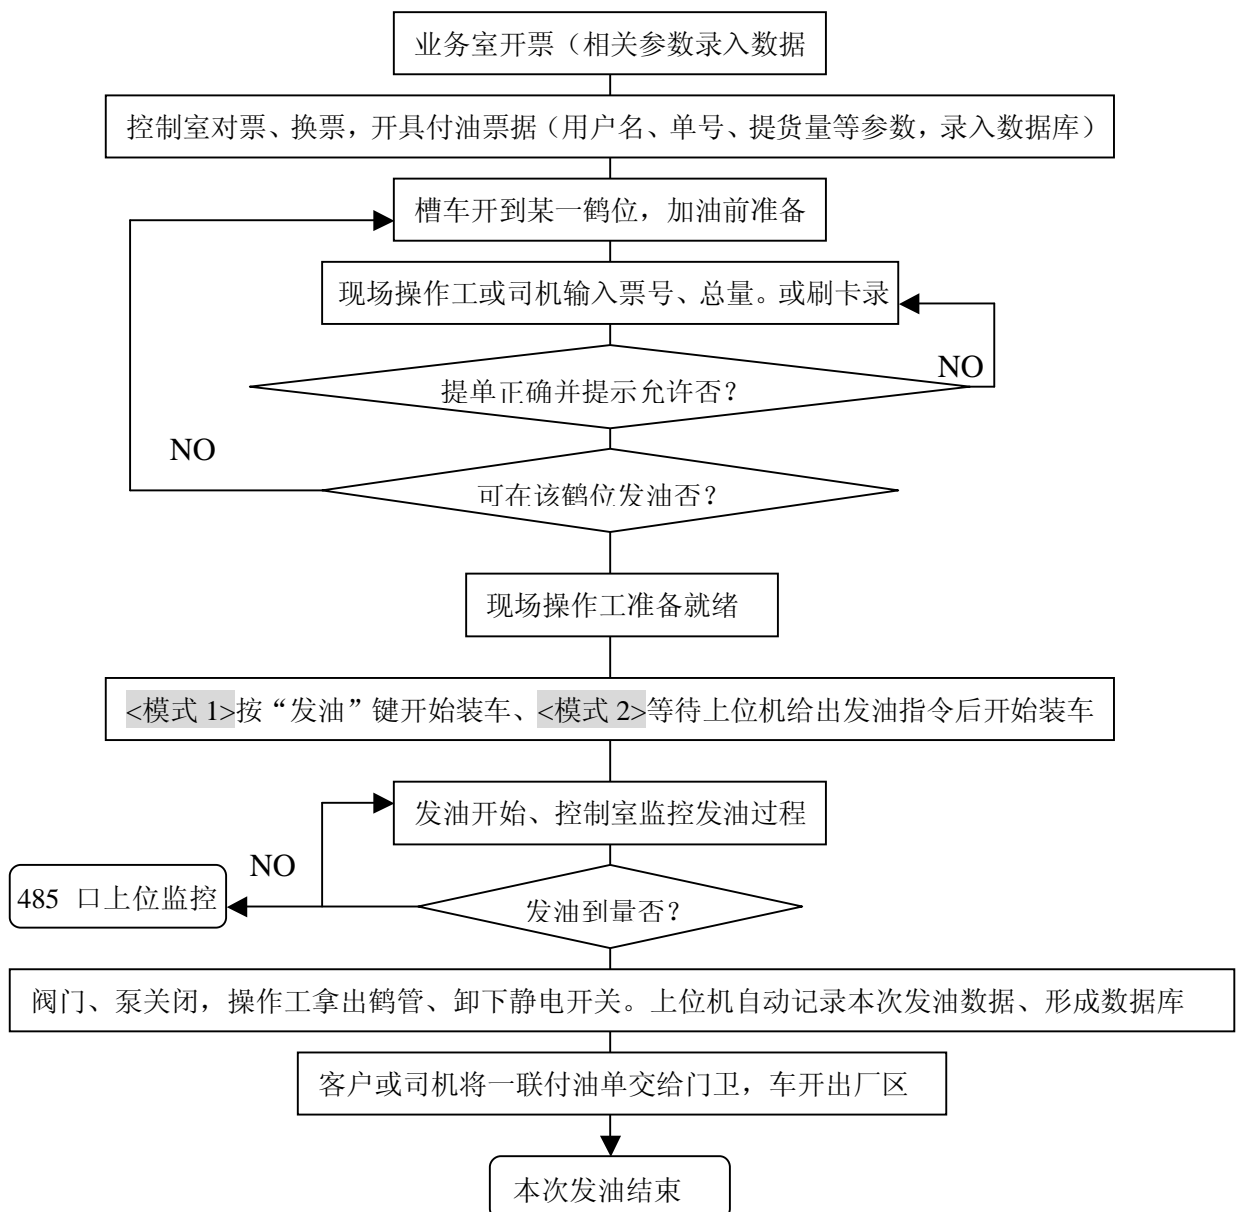 业务室开票（相关参数录入数据
控制室对票、换票，开具付油票据（用户名、单号、提货量等参数，录入数据库）
槽车开到某一鹤位，加油前准备
现场操作工或司机输入票号、总量。或刷卡录
NO
提单正确并提示允许否？
NO
可在该鹤位发油否？
现场操作工准备就绪
<模式 1>按“发油”键开始装车、<模式 2>等待上位机给出发油指令后开始装车
发油开始、控制室监控发油过程
NO
485 口上位监控
发油到量否？
阀门、泵关闭，操作工拿出鹤管、卸下静电开关。上位机自动记录本次发油数据、形成数据库
客户或司机将一联付油单交给门卫，车开出厂区
本次发油结束